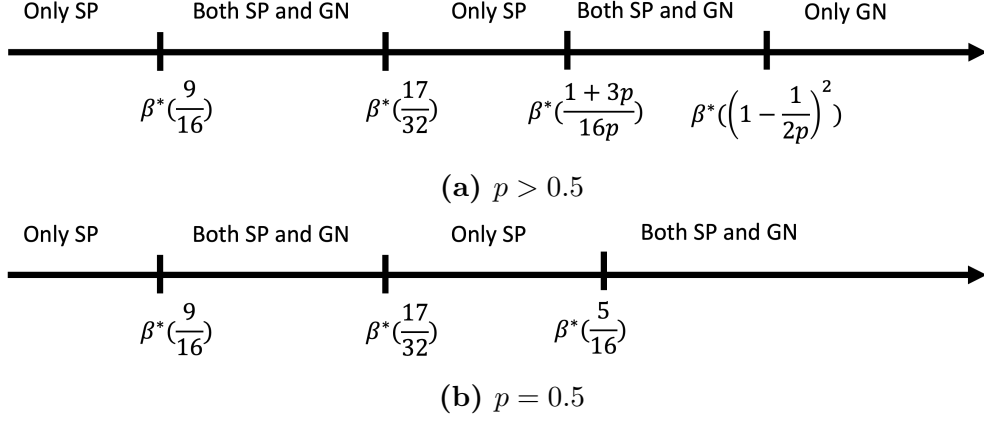 Only SP Both SP and GN Only SP Both SP and GN Only GN
β*(9/16) β*(17/32) β*((1 + 3p)/(16p)) β*((1 − 1/(2p))²)
(a) p > 0.5
Only SP Both SP and GN Only SP Both SP and GN
β*(9/16) β*(17/32) β*(5/16)
(b) p = 0.5